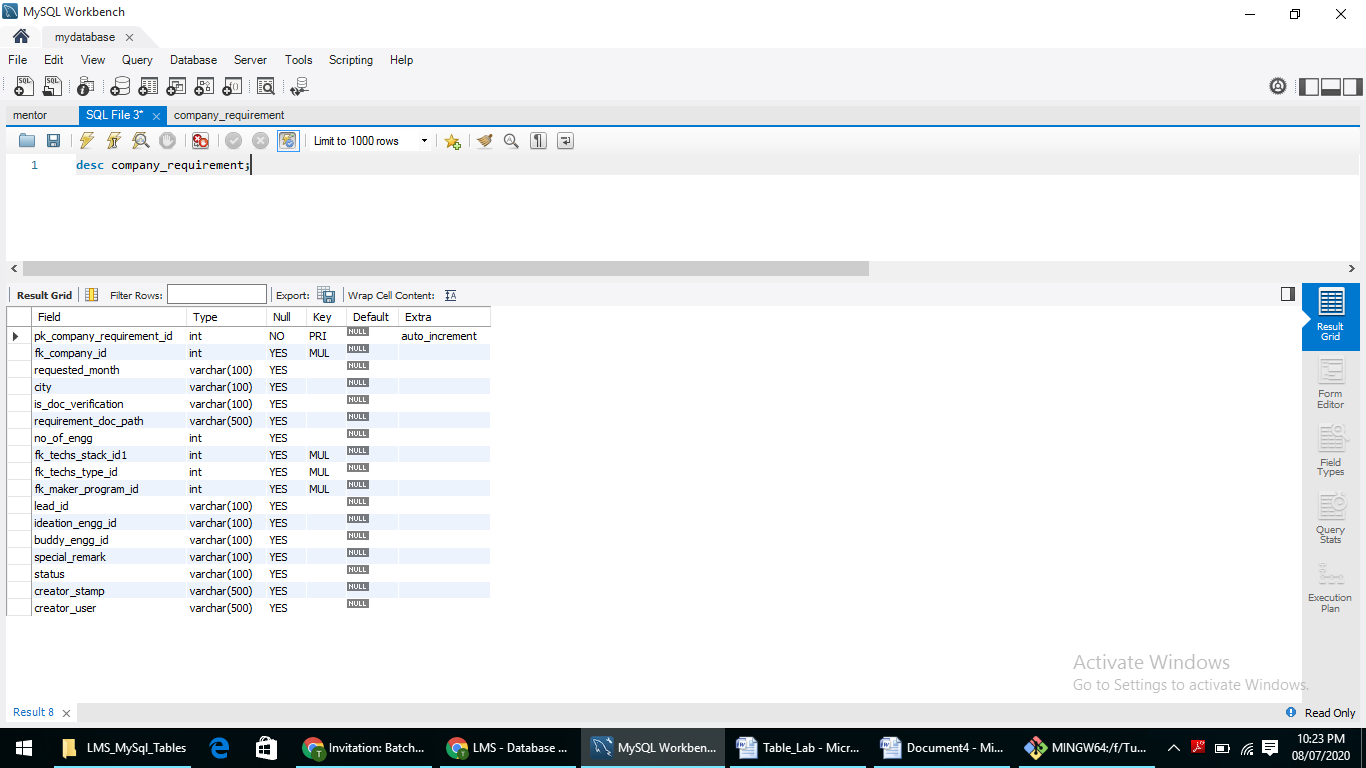 MySQL Workbench
mydatabase
File Edit View Query Database Server Tools Scripting Help
mentor SQL File 3* company_requirement
Limit to 1000 rows
1 desc company_requirement;
Result Grid Filter Rows: Export: Wrap Cell Content:
Field Type Null Key Default Extra
pk_company_requirement_id int NO PRI NULL auto_increment
fk_company_id int YES MUL NULL
requested_month varchar(100) YES NULL
city varchar(100) YES NULL
is_doc_verification varchar(100) YES NULL
requirement_doc_path varchar(500) YES NULL
no_of_engg int YES NULL
fk_techs_stack_id1 int YES MUL NULL
fk_techs_type_id int YES MUL NULL
fk_maker_program_id int YES MUL NULL
lead_id varchar(100) YES NULL
ideation_engg_id varchar(100) YES NULL
buddy_engg_id varchar(100) YES NULL
special_remark varchar(100) YES NULL
status varchar(100) YES NULL
creator_stamp varchar(500) YES NULL
creator_user varchar(500) YES NULL
Result
Grid
Form
Editor
Field
Types
Query
Stats
Execution
Plan
Activate Windows
Go to Settings to activate Windows.
Result 8 Read Only
LMS_MySql_Tables Invitation: Batch... LMS - Database ... MySQL Workben... Table_Lab - Micr... Document4 - Mi... MINGW64:/f/Tu... 10:23 PM
08/07/2020